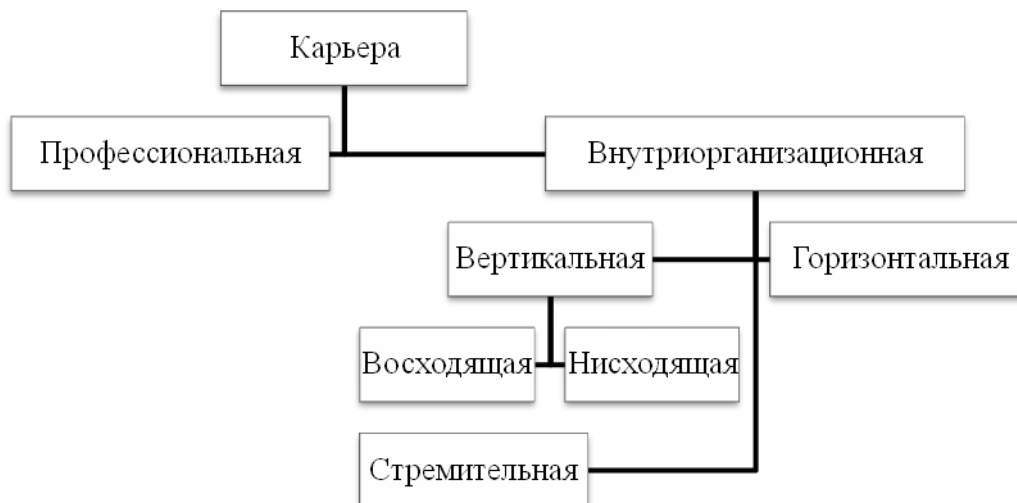 Карьера
Профессиональная
Внутриорганизационная
Вертикальная
Горизонтальная
Восходящая
Нисходящая
Стремительная